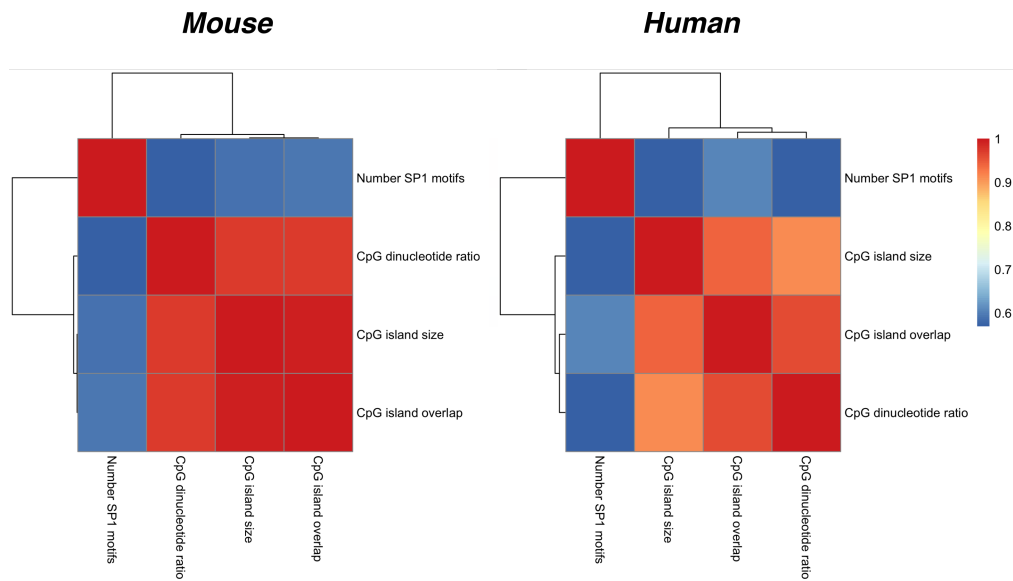 Mouse
Human
Number SP1 motifs
CpG dinucleotide ratio
CpG island size
CpG island overlap
Number SP1 motifs
CpG dinucleotide ratio
CpG island size
CpG island overlap
Number SP1 motifs
CpG island size
CpG island overlap
CpG dinucleotide ratio
Number SP1 motifs
CpG island size
CpG island overlap
CpG dinucleotide ratio
1
0.9
0.8
0.7
0.6